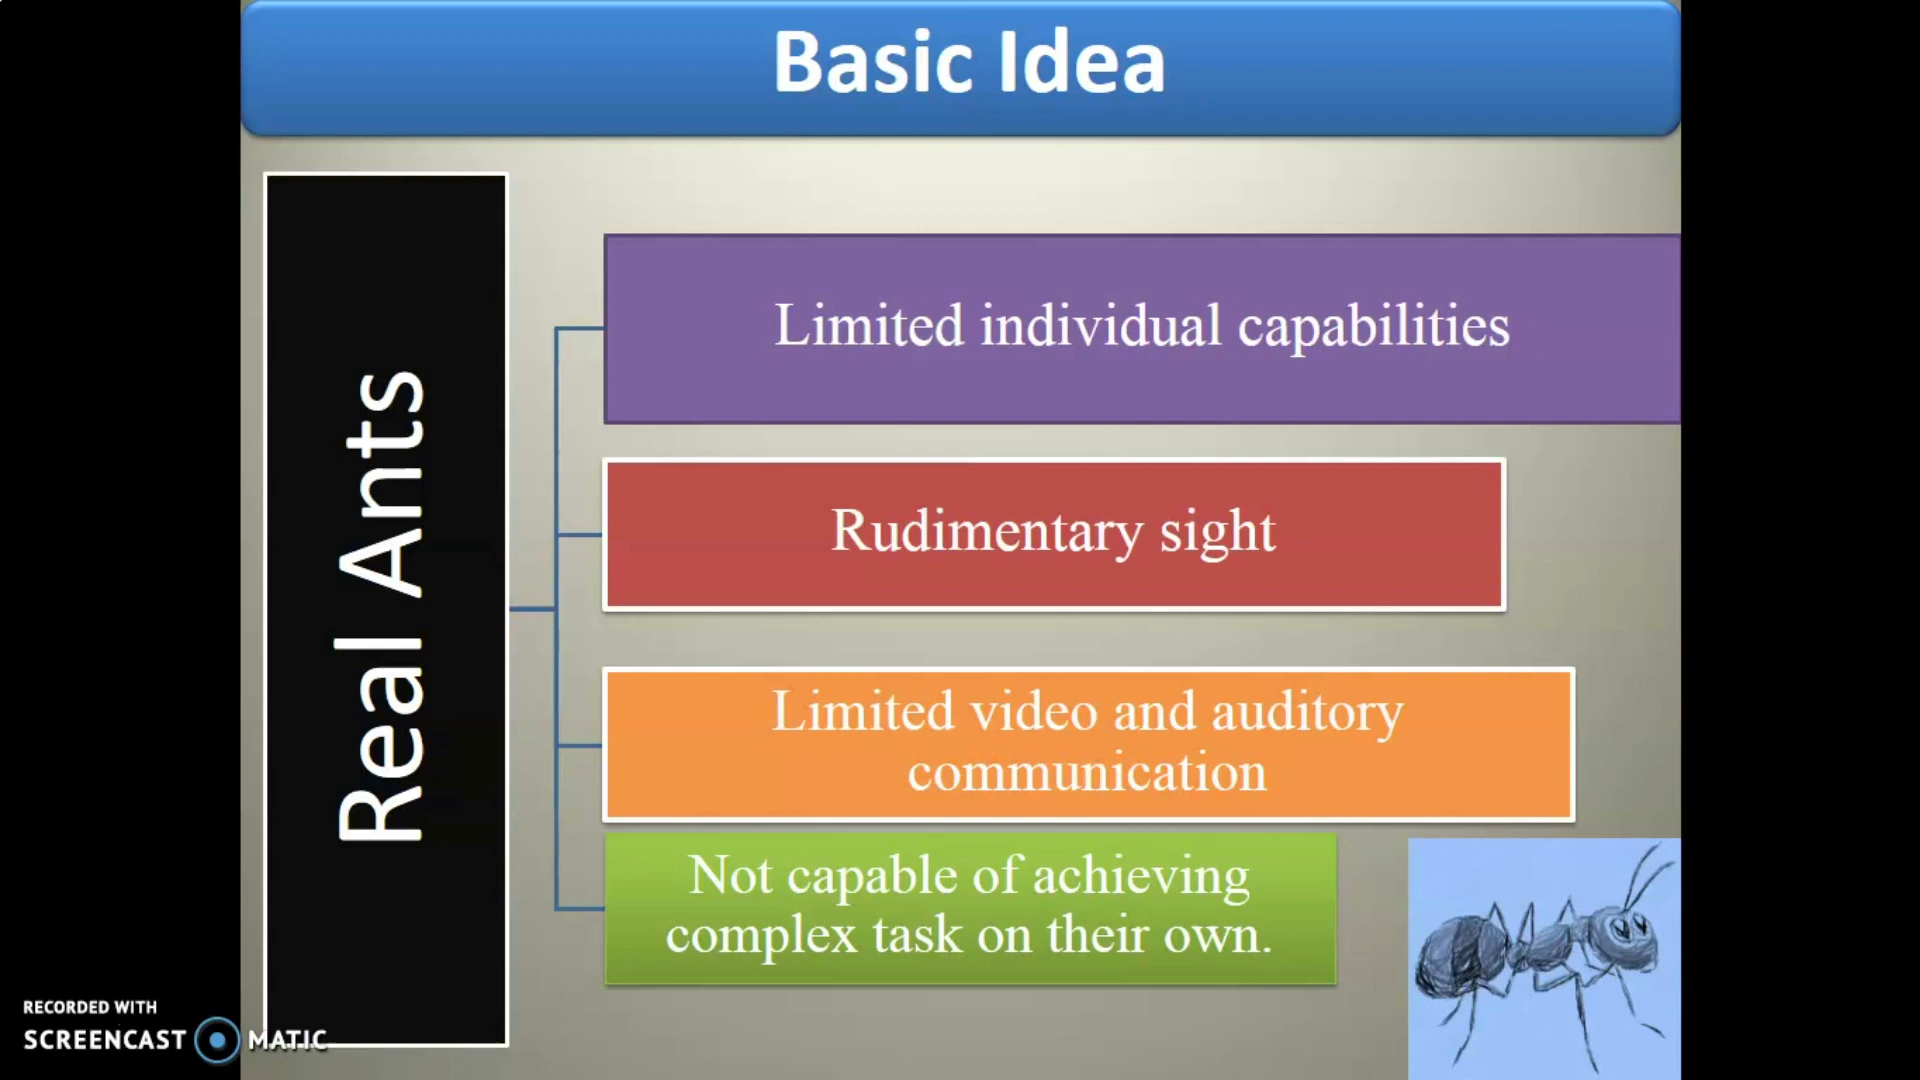 Basic Idea
Real Ants
Limited individual capabilities
Rudimentary sight
Limited video and auditory
communication
Not capable of achieving
complex task on their own.
RECORDED WITH
SCREENCAST MATIC